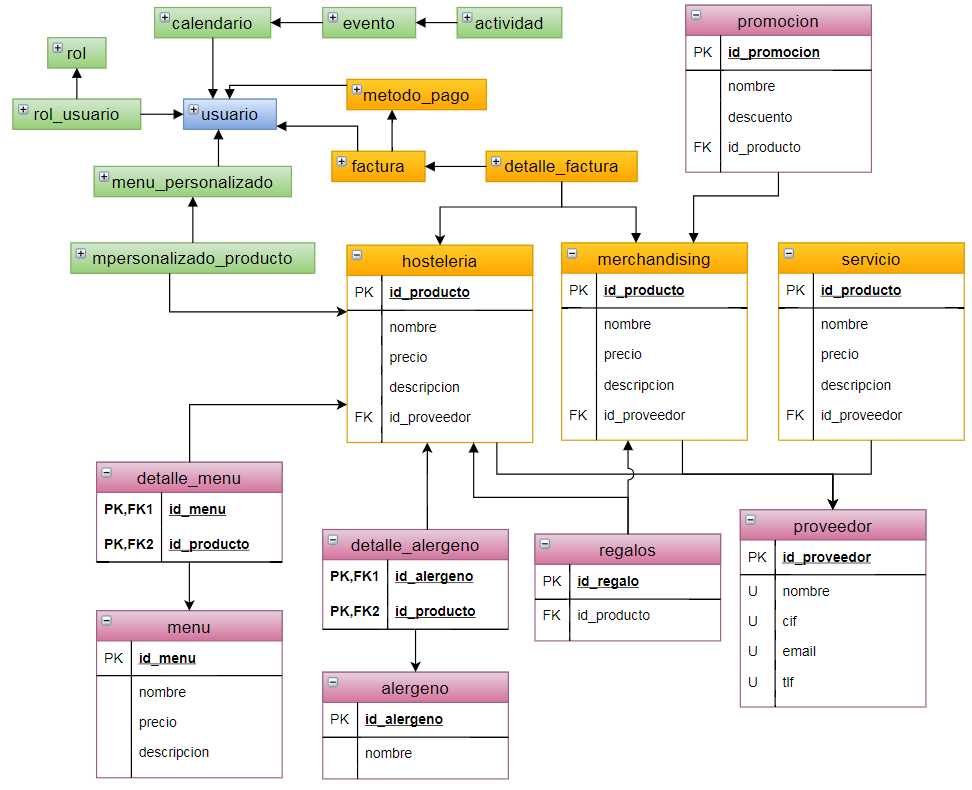 calendario
evento
actividad
rol
rol_usuario
usuario
metodo_pago
factura
detalle_factura
menu_personalizado
mpersonalizado_producto
promocion
PK id_promocion
nombre
descuento
FK id_producto
hosteleria
PK id_producto
nombre
precio
descripcion
FK id_proveedor
merchandising
PK id_producto
nombre
precio
descripcion
FK id_proveedor
servicio
PK id_producto
nombre
precio
descripcion
FK id_proveedor
detalle_menu
PK,FK1 id_menu
PK,FK2 id_producto
detalle_alergeno
PK,FK1 id_alergeno
PK,FK2 id_producto
regalos
PK id_regalo
FK id_producto
proveedor
PK id_proveedor
U nombre
U cif
U email
U tlf
menu
PK id_menu
nombre
precio
descripcion
alergeno
PK id_alergeno
nombre